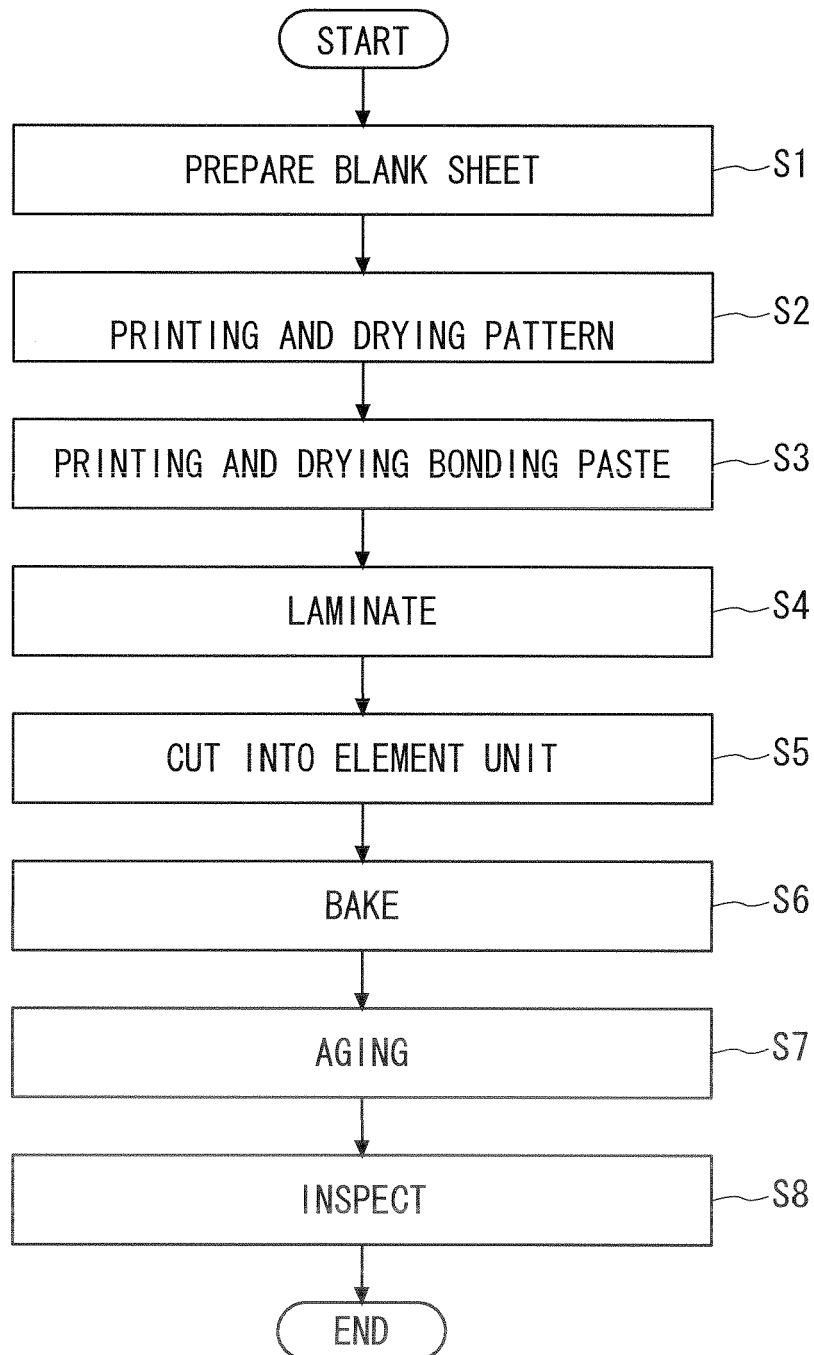 START
PREPARE BLANK SHEET
S1
PRINTING AND DRYING PATTERN
S2
PRINTING AND DRYING BONDING PASTE
S3
LAMINATE
S4
CUT INTO ELEMENT UNIT
S5
BAKE
S6
AGING
S7
INSPECT
S8
END